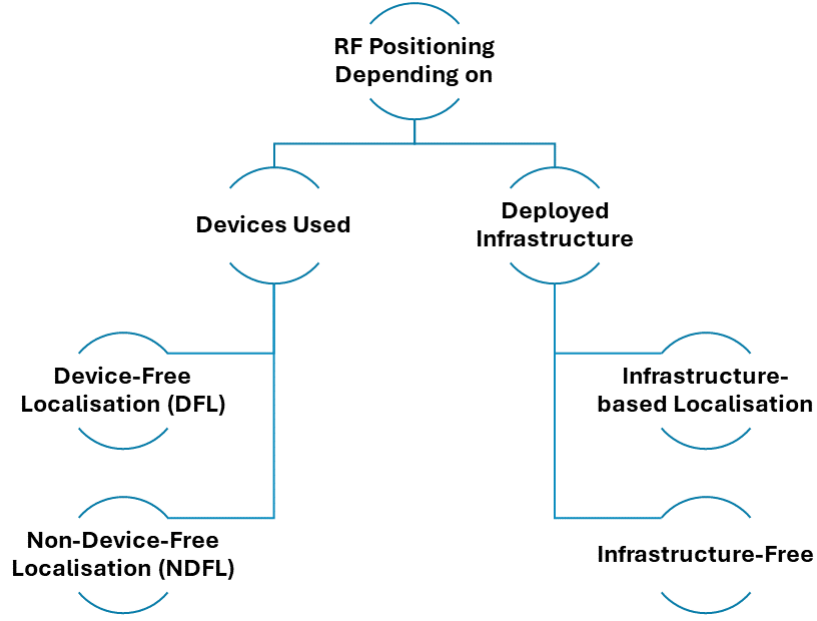 RF Positioning
Depending on
Devices Used
Deployed
Infrastructure
Device-Free
Localisation (DFL)
Infrastructure-
based Localisation
Non-Device-Free
Localisation (NDFL)
Infrastructure-Free